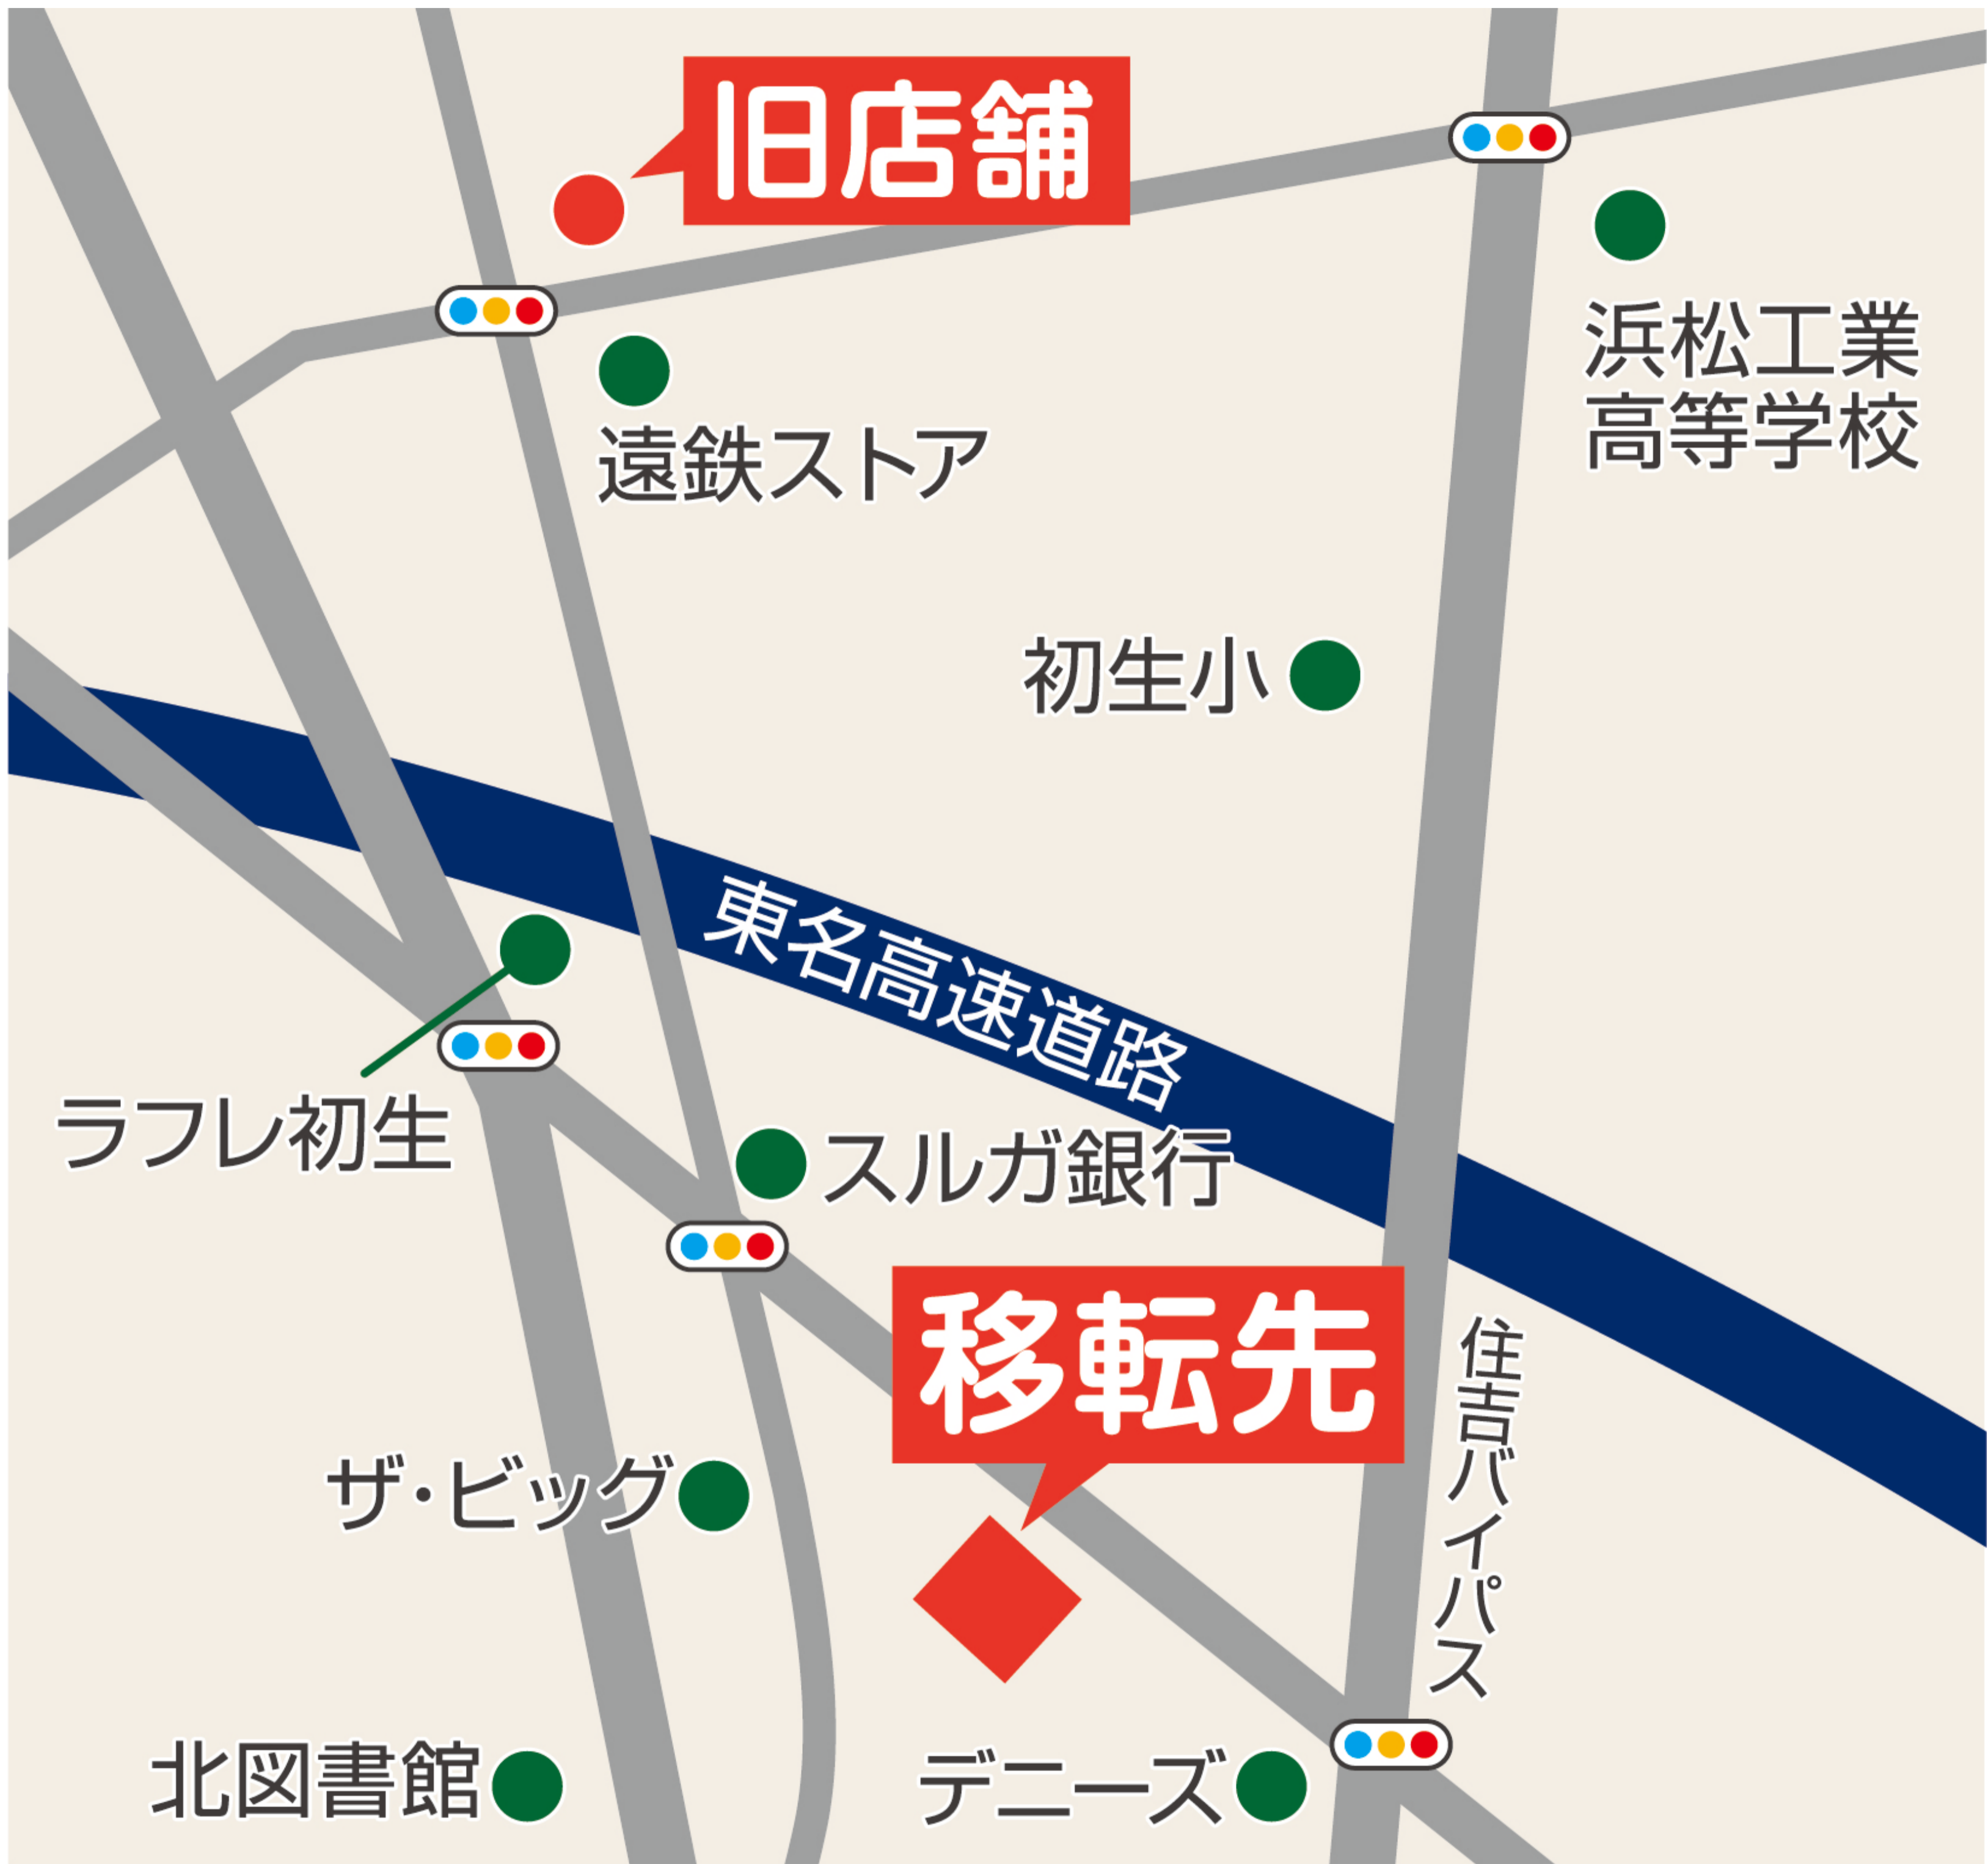 旧店舗
浜松工業
高等学校
遠鉄ストア
初生小
東名高速道路
ラフレ初生
スルガ銀行
移転先
住吉バイパス
ザ・ビッグ
北図書館
デニーズ